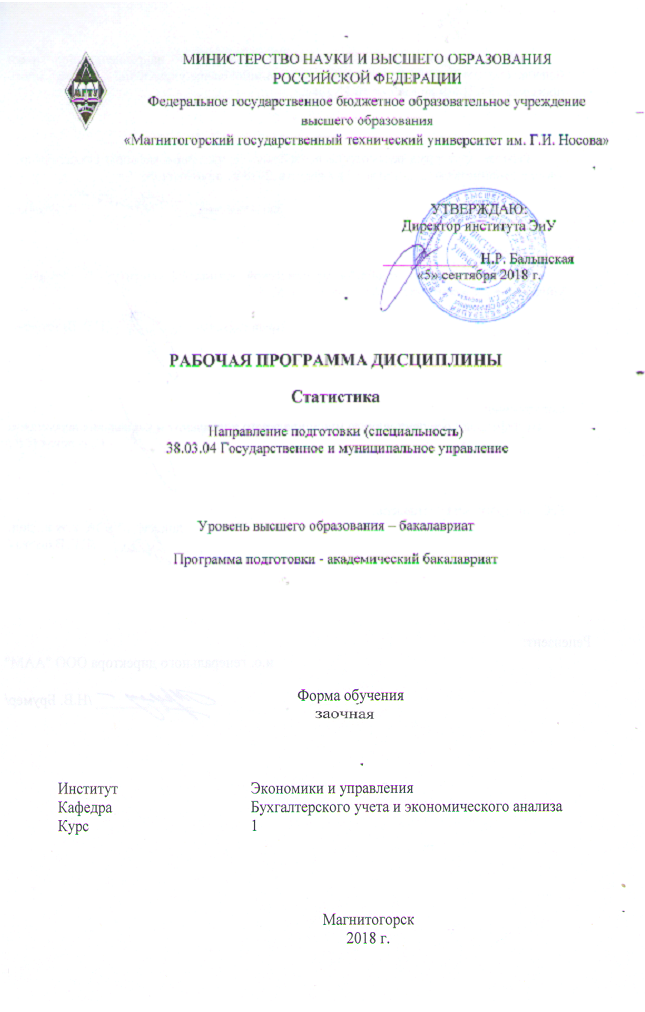 МИНИСТЕРСТВО НАУКИ И ВЫСШЕГО ОБРАЗОВАНИЯ
РОССИЙСКОЙ ФЕДЕРАЦИИ
Федеральное государственное бюджетное образовательное учреждение
высшего образования
«Магнитогорский государственный технический университет им. Г.И. Носова»
УТВЕРЖДАЮ:
Директор института ЭиУ
Н.Р. Балынская
«5» сентября 2018 г.
РАБОЧАЯ ПРОГРАММА ДИСЦИПЛИНЫ
Статистика
Направление подготовки (специальность)
38.03.04 Государственное и муниципальное управление
Уровень высшего образования – бакалавриат
Программа подготовки - академический бакалавриат
Форма обучения
заочная
Институт Экономики и управления
Кафедра Бухгалтерского учета и экономического анализа
Курс 1
Магнитогорск
2018 г.